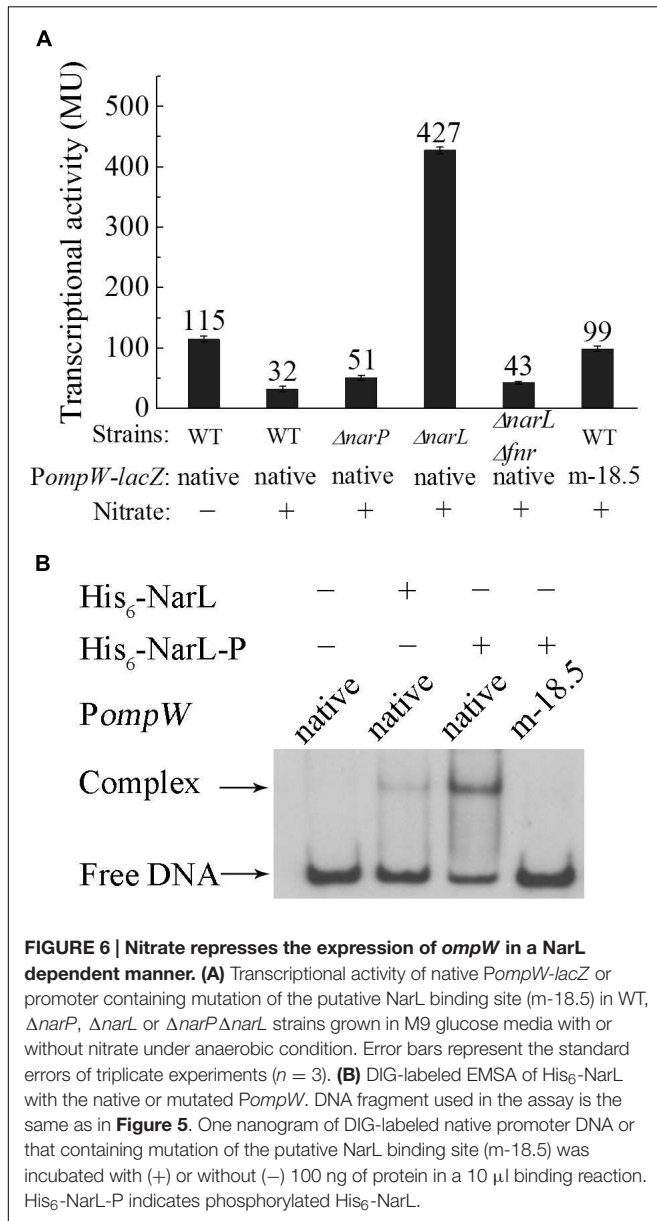 A
Transcriptional activity (MU)
500
400
300
200
100
0
115
32
51
427
43
99
Strains: WT WT ΔnarP ΔnarL ΔnarL Δfnr WT
PompW-lacZ: native native native native native m-18.5
Nitrate: − + + + + +
B
His6-NarL − + − −
His6-NarL-P − − + +
PompW native native native m-18.5
Complex
Free DNA
FIGURE 6 | Nitrate represses the expression of ompW in a NarL
dependent manner. (A) Transcriptional activity of native PompW-lacZ or
promoter containing mutation of the putative NarL binding site (m-18.5) in WT,
ΔnarP, ΔnarL or ΔnarPΔnarL strains grown in M9 glucose media with or
without nitrate under anaerobic condition. Error bars represent the standard
errors of triplicate experiments (n = 3). (B) DIG-labeled EMSA of His6-NarL
with the native or mutated PompW. DNA fragment used in the assay is the
same as in Figure 5. One nanogram of DIG-labeled native promoter DNA or
that containing mutation of the putative NarL binding site (m-18.5) was
incubated with (+) or without (−) 100 ng of protein in a 10 μl binding reaction.
His6-NarL-P indicates phosphorylated His6-NarL.